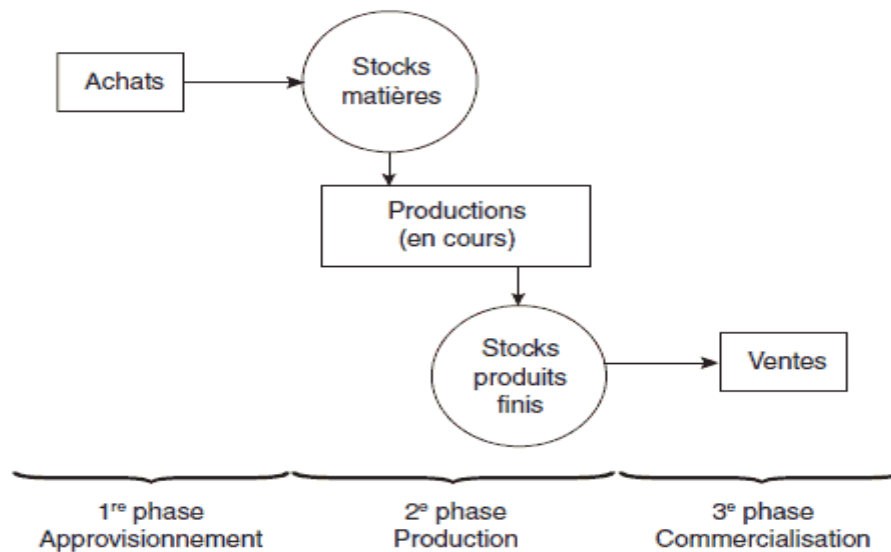 Achats
Stocks
matières
Productions
(en cours)
Stocks
produits
finis
Ventes
1re phase
Approvisionnement
2e phase
Production
3e phase
Commercialisation